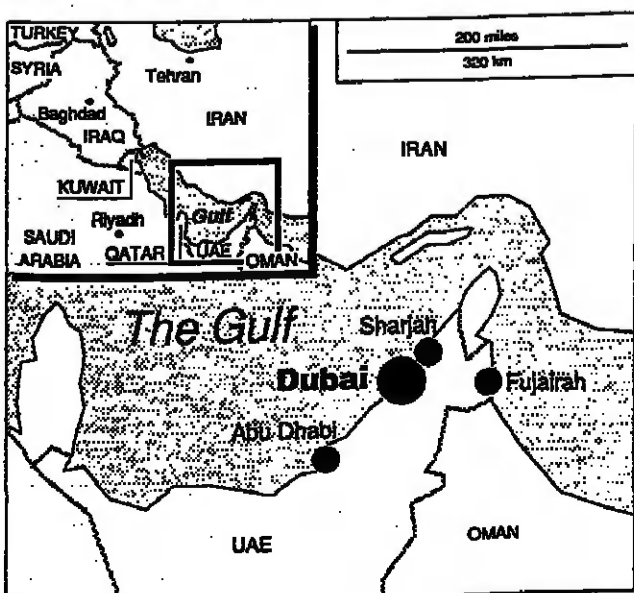 TURKEY
SYRIA
Tehran
Baghdad
IRAQ
IRAN
KUWAIT
Riyadh
Gulf
SAUDI
ARABIA
QATAR
UAE
OMAN
200 miles
320 km
IRAN
The Gulf
Sharjah
Dubai
Fujairah
Abu Dhabi
UAE
OMAN